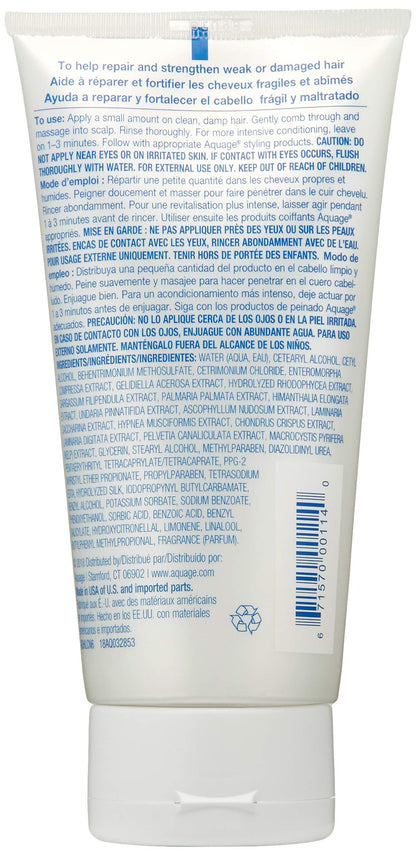 To help repair and strengthen weak or damaged hair
Aide à réparer et fortifier les cheveux fragiles et abîmés
Ayuda a reparar y fortalecer el cabello frágil y maltratado
To use: Apply a small amount on clean, damp hair. Gently comb through and
massage into scalp. Rinse thoroughly. For more intensive conditioning, leave
on 1–3 minutes. Follow with appropriate Aquage® styling products. CAUTION: DO
NOT APPLY NEAR EYES OR ON IRRITATED SKIN. IF CONTACT WITH EYES OCCURS, FLUSH
THOROUGHLY WITH WATER. FOR EXTERNAL USE ONLY. KEEP OUT OF REACH OF CHILDREN.
Mode d'emploi : Répartir une petite quantité dans les cheveux propres et
humides. Peigner doucement et masser pour faire pénétrer dans le cuir chevelu.
Rincer abondamment. Pour une revitalisation plus intense, laisser agir pendant
1 à 3 minutes avant de rincer. Utiliser ensuite les produits coiffants Aquage®
appropriés. MISE EN GARDE : NE PAS APPLIQUER PRÈS DES YEUX OU SUR LES PEAUX
IRRITÉES. EN CAS DE CONTACT AVEC LES YEUX, RINCER ABONDAMMENT AVEC DE L'EAU.
POUR USAGE EXTERNE UNIQUEMENT. TENIR HORS DE PORTÉE DES ENFANTS. Modo de
empleo : Distribuya una pequeña cantidad del producto en el cabello limpio y
húmedo. Peine suavemente y masajee para hacer penetrar en el cuero cabel-
ludo. Enjuague bien. Para un acondicionamiento más intenso, deje actuar por
1 a 3 minutos antes de enjuagar. Siga con los productos de peinado Aquage®
adecuados. PRECAUCIÓN: NO LO APLIQUE CERCA DE LOS OJOS O EN LA PIEL IRRITADA.
EN CASO DE CONTACTO CON LOS OJOS, ENJUAGUE CON ABUNDANTE AGUA. PARA USO
EXTERNO SOLAMENTE. MANTÉNGALO FUERA DEL ALCANCE DE LOS NIÑOS.
INGREDIENTS/INGRÉDIENTS/INGREDIENTES: WATER (AQUA, EAU), CETEARYL ALCOHOL, CETYL
ALCOHOL, BEHENTRIMONIUM METHOSULFATE, CETRIMONIUM CHLORIDE, ENTEROMORPHA
COMPRESSA EXTRACT, GELIDIELLA ACEROSA EXTRACT, HYDROLYZED RHODOPHYCEA EXTRACT,
SARGASSUM FILIPENDULA EXTRACT, PALMARIA PALMATA EXTRACT, HIMANTHALIA ELONGATA
EXTRACT, UNDARIA PINNATIFIDA EXTRACT, ASCOPHYLLUM NUDOSUM EXTRACT, LAMINARIA
SACCHARINA EXTRACT, HYPNEA MUSCIFORMIS EXTRACT, CHONDRUS CRISPUS EXTRACT,
LAMINARIA DIGITATA EXTRACT, PELVETIA CANALICULATA EXTRACT, MACROCYSTIS PYRIFERA
KELP EXTRACT, GLYCERIN, STEARYL ALCOHOL, METHYLPARABEN, DIAZOLIDINYL UREA,
PENTAERYTHRITYL TETRACAPRYLATE/TETRACAPRATE, PPG-2
MYRISTYL ETHER PROPIONATE, PROPYLPARABEN, TETRASODIUM
EDTA, HYDROLYZED SILK, IODOPROPYNYL BUTYLCARBAMATE,
BENZYL ALCOHOL, POTASSIUM SORBATE, SODIUM BENZOATE,
PHENOXYETHANOL, SORBIC ACID, BENZOIC ACID, BENZYL
SALICYLATE, HYDROXYCITRONELLAL, LIMONENE, LINALOOL,
BUTYLPHENYL METHYLPROPIONAL, FRAGRANCE (PARFUM).
2018 Distributed by/Distribué par/Distribuido por:
Aquage | Stamford, CT 06902 | www.aquage.com
Made in USA of U.S. and imported parts.
Fabriqué aux É.-U. avec des matériaux américains
et importés. Hecho en los EE.UU. con materiales
americanos e importados.
18AQ032853
6 71570 00114 0